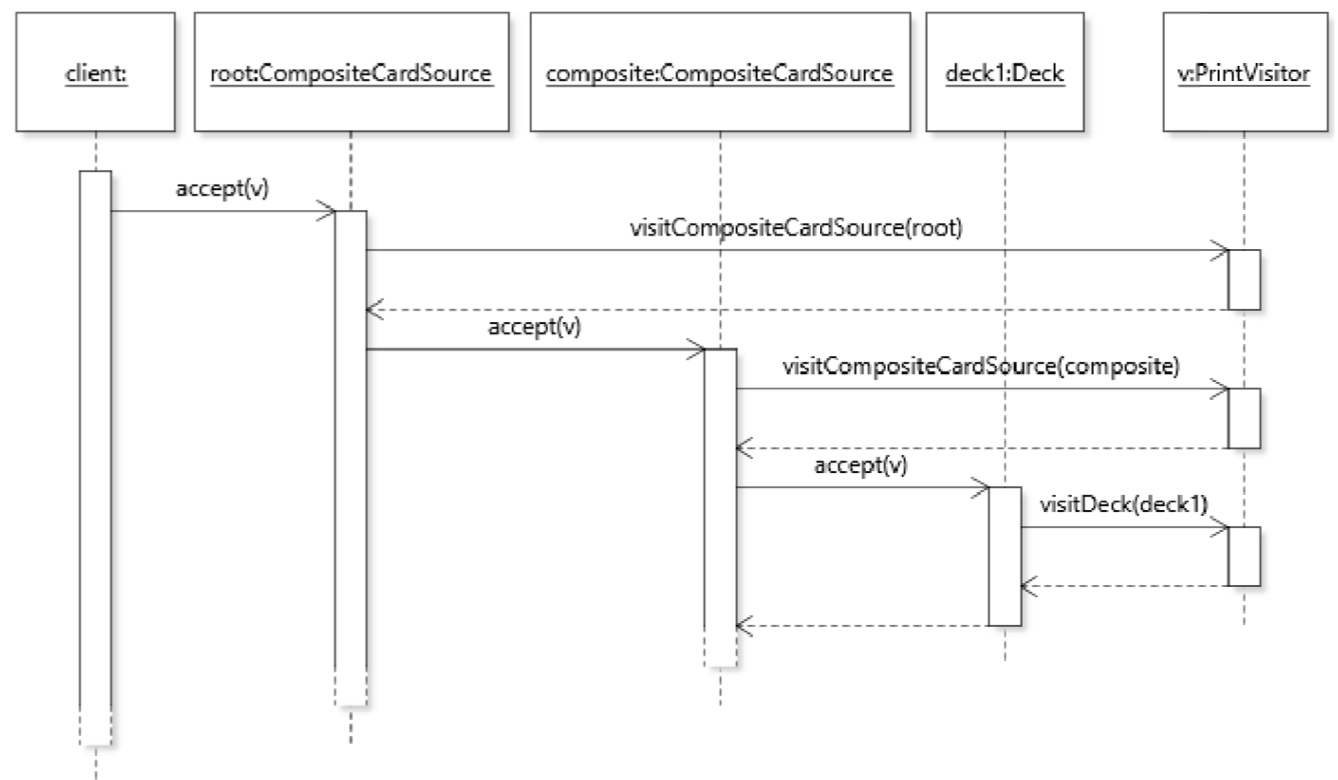 client:
root:CompositeCardSource
composite:CompositeCardSource
deck1:Deck
v:PrintVisitor
accept(v)
visitCompositeCardSource(root)
accept(v)
visitCompositeCardSource(composite)
accept(v)
visitDeck(deck1)